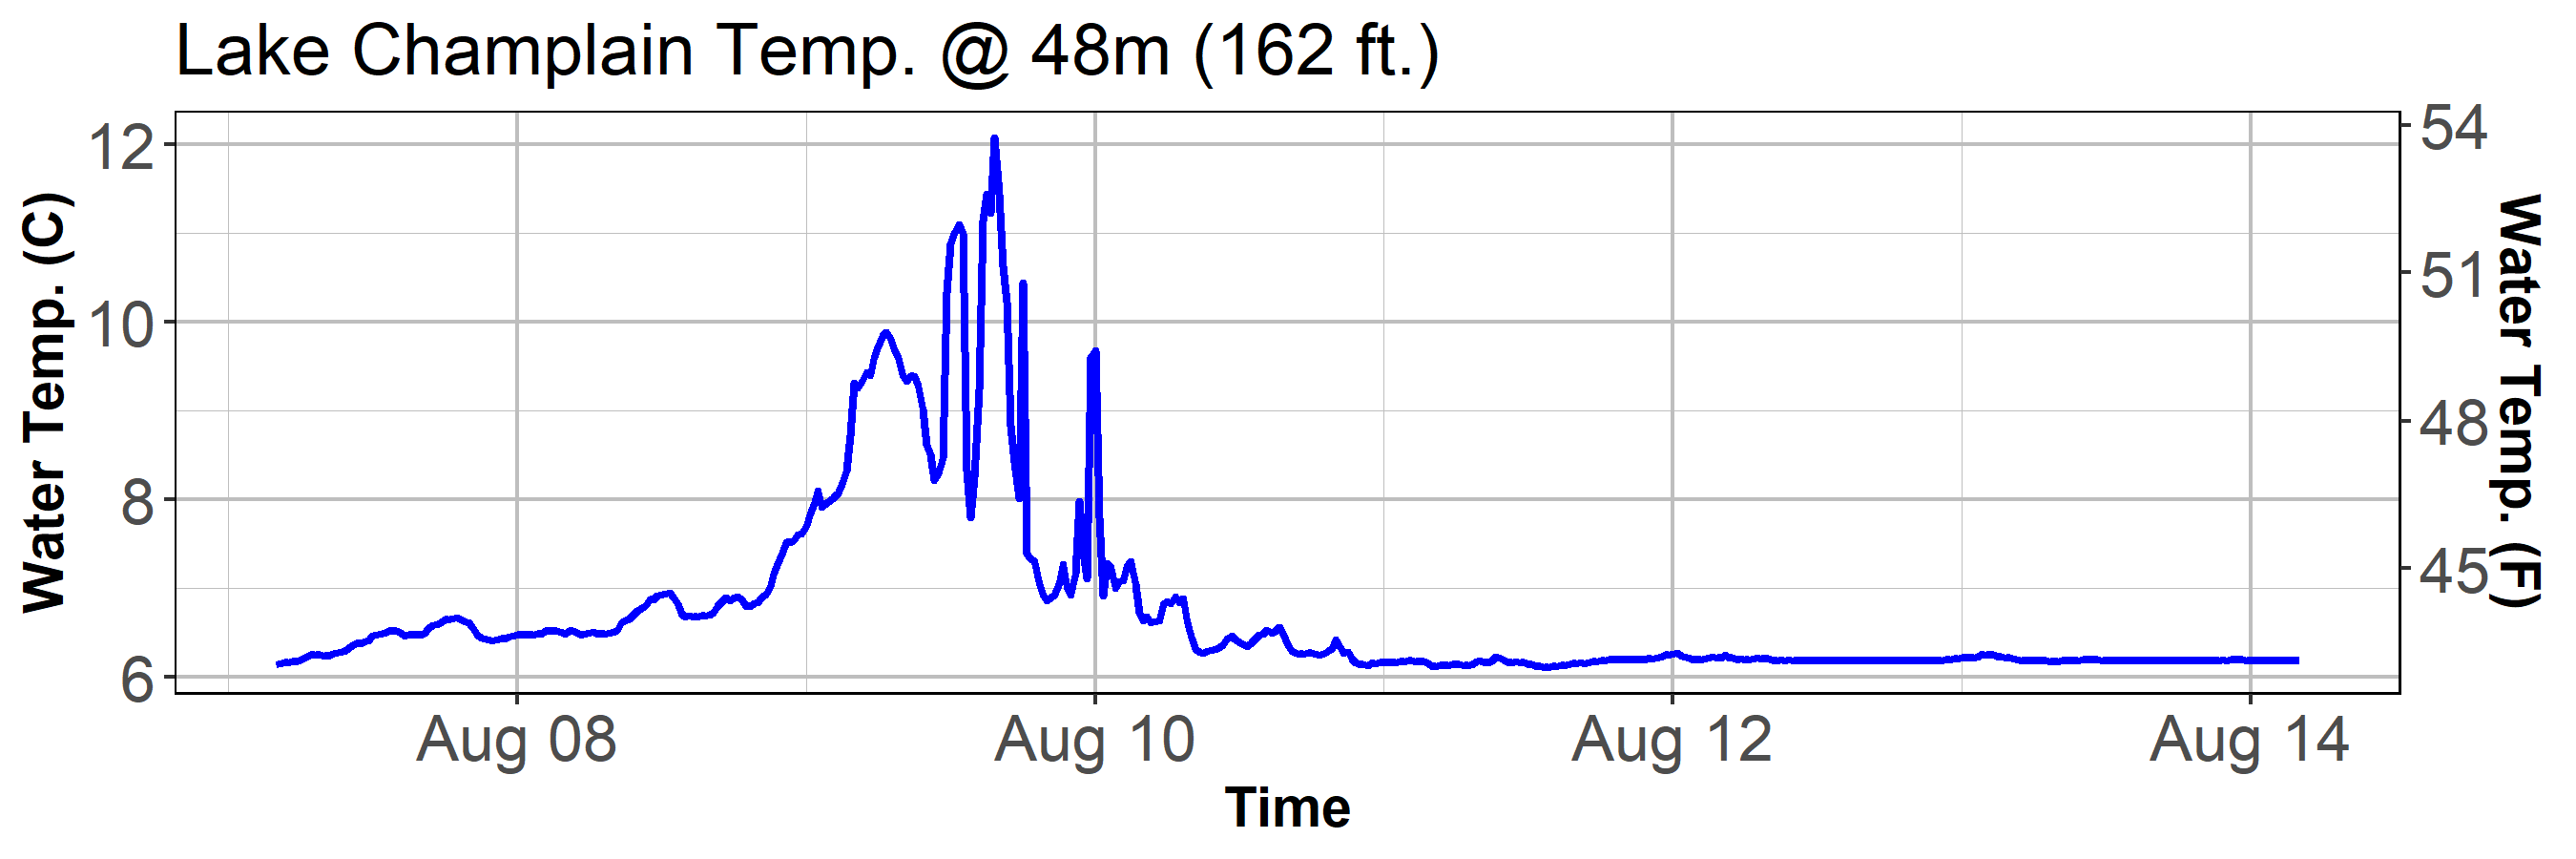 Lake Champlain Temp. @ 48m (162 ft.)
Water Temp. (C)
12
10
8
6
54
51
48
45
Water Temp. (F)
Aug 08
Aug 10
Aug 12
Aug 14
Time